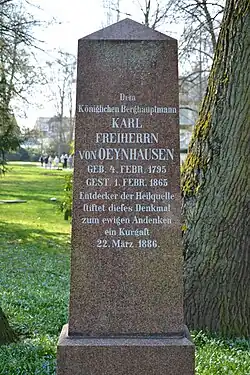 Dem
Königlichen Berghauptmann
KARL
FREIHERRN
VON OEYNHAUSEN
GEB. 4. FEBR. 1795
GEST. 1. FEBR. 1865
Entdecker der Heilquelle
stiftet dieſes Denkmal
zum ewigen Andenken
ein Kurgaſt
22. März 1886.